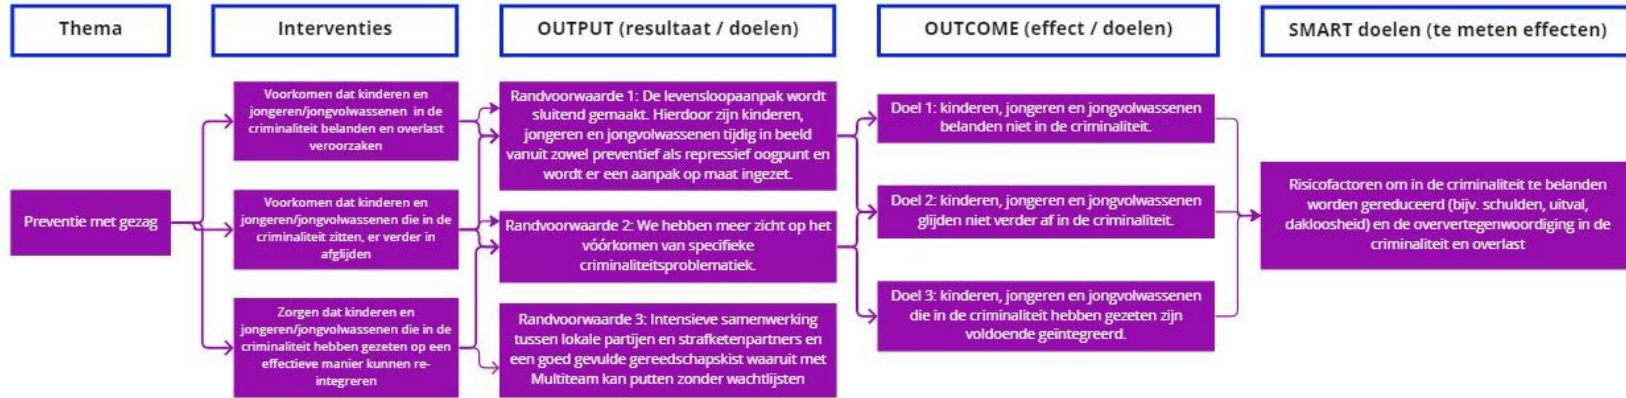 Thema
Interventies
OUTPUT (resultaat / doelen)
OUTCOME (effect / doelen)
SMART doelen (te meten effecten)
Preventie met gezag
Voorkomen dat kinderen en
jongeren/jongvolwassenen in de
criminaliteit belanden en overlast
veroorzaken
Voorkomen dat kinderen en
jongeren/jongvolwassenen die in de
criminaliteit zitten, er verder in
afglijden
Zorgen dat kinderen en
jongeren/jongvolwassenen die in de
criminaliteit hebben gezeten op een
effectieve manier kunnen re-
integreren
Randvoorwaarde 1: De levensloopaanpak wordt
sluitend gemaakt. Hierdoor zijn kinderen,
jongeren en jongvolwassenen tijdig in beeld
vanuit zowel preventief als repressief oogpunt en
wordt er een aanpak op maat ingezet.
Randvoorwaarde 2: We hebben meer zicht op het
vóórkomen van specifieke
criminaliteitsproblematiek.
Randvoorwaarde 3: Intensieve samenwerking
tussen lokale partijen en strafketenpartners en
een goed gevulde gereedschapskist waaruit met
Multiteam kan putten zonder wachtlijsten
Doel 1: kinderen, jongeren en jongvolwassenen
belanden niet in de criminaliteit.
Doel 2: kinderen, jongeren en jongvolwassenen
glijden niet verder af in de criminaliteit.
Doel 3: kinderen, jongeren en jongvolwassenen
die in de criminaliteit hebben gezeten zijn
voldoende geïntegreerd.
Risicofactoren om in de criminaliteit te belanden
worden gereduceerd (bijv. schulden, uitval,
dakloosheid) en de oververtegenwoordiging in de
criminaliteit en overlast